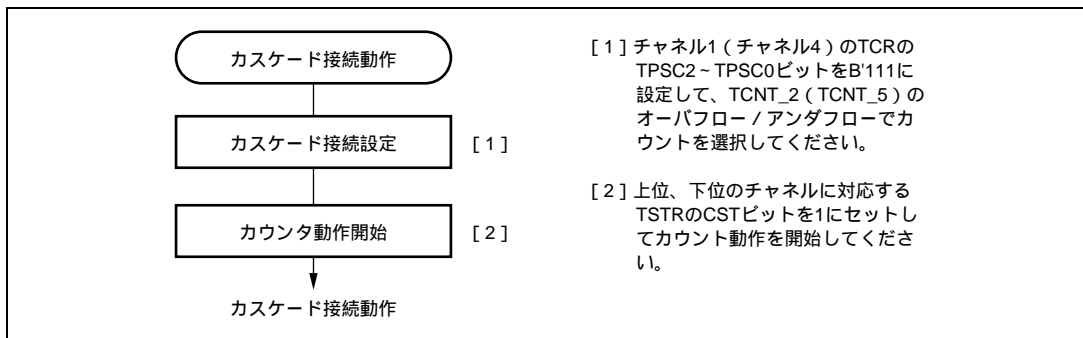 カスケード接続動作
カスケード接続設定
[1]
カウンタ動作開始
[2]
カスケード接続動作
[1]チャネル1(チャネル4)のTCRの
TPSC2~TPSC0ビットをB'111に
設定して、TCNT_2(TCNT_5)の
オーバフロー/アンダフローでカ
ウントを選択してください。
[2]上位、下位のチャネルに対応する
TSTRのCSTビットを1にセットし
てカウント動作を開始してくださ
い。